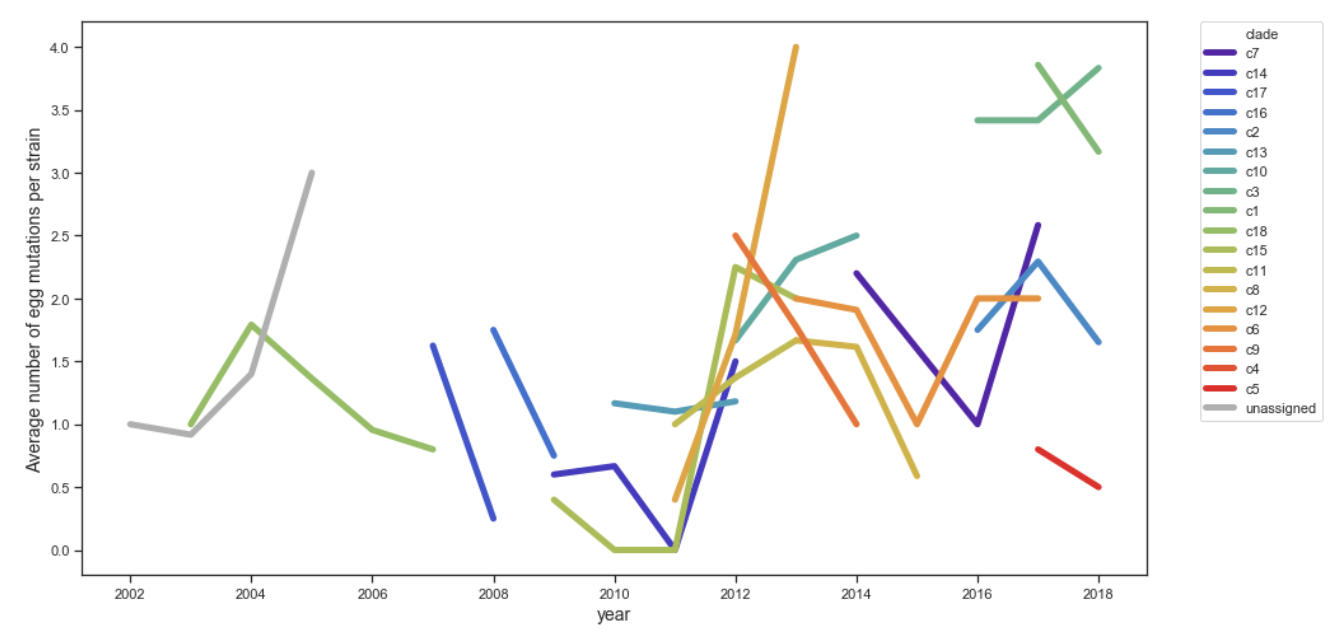 Average number of egg mutations per strain
4.0
3.5
3.0
2.5
2.0
1.5
1.0
0.5
0.0
2002 2004 2006 2008 2010 2012 2014 2016 2018
year
clade
c7
c14
c17
c16
c2
c13
c10
c3
c1
c18
c15
c11
c8
c12
c6
c9
c4
c5
unassigned